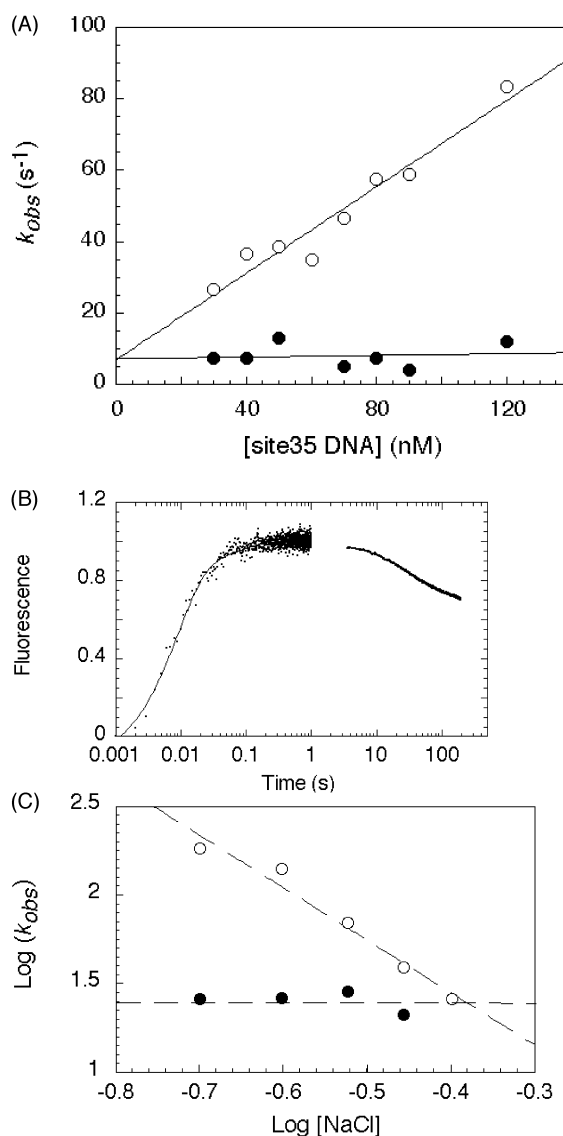 (A)
100
80
60
40
20
0
k_obs (s⁻¹)
0 40 80 120
[site35 DNA] (nM)
(B)
1.2
0.8
0.4
0
Fluorescence
0.001 0.01 0.1 1 10 100
Time (s)
(C)
2.5
2
1.5
1
Log (k_obs)
-0.8 -0.7 -0.6 -0.5 -0.4 -0.3
Log [NaCl]